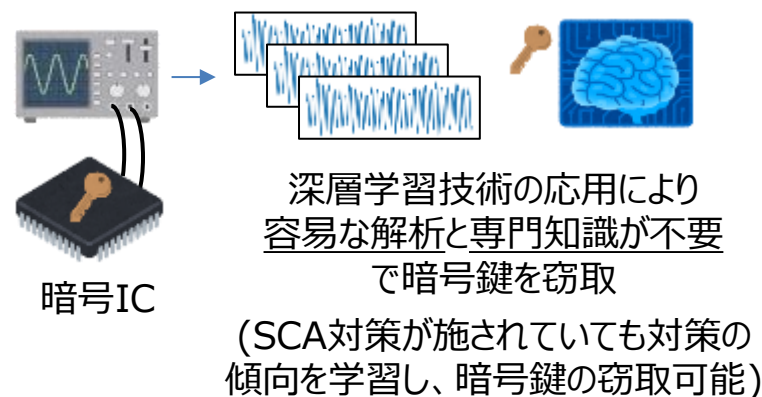 深層学習技術の応用により
容易な解析と専門知識が不要
で暗号鍵を窃取
暗号IC
(SCA対策が施されていても対策の
傾向を学習し、暗号鍵の窃取可能)